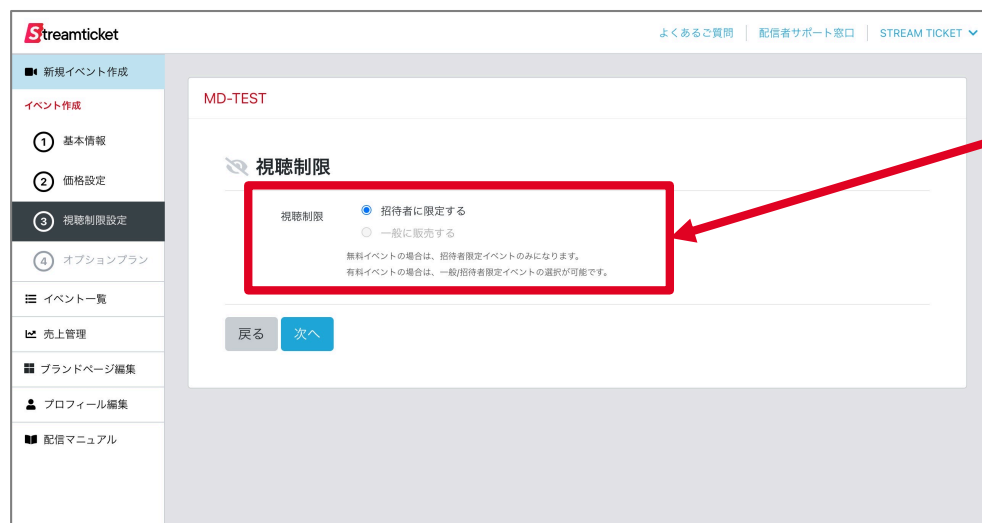 Streamticket
よくあるご質問
配信者サポート窓口
STREAM TICKET
新規イベント作成
イベント作成
1 基本情報
2 価格設定
3 視聴制限設定
4 オプションプラン
イベント一覧
売上管理
ブランドページ編集
プロフィール編集
配信マニュアル
MD-TEST
視聴制限
視聴制限
招待者に限定する
一般に販売する
無料イベントの場合は、招待者限定イベントのみになります。
有料イベントの場合は、一般/招待者限定イベントの選択が可能です。
戻る
次へ